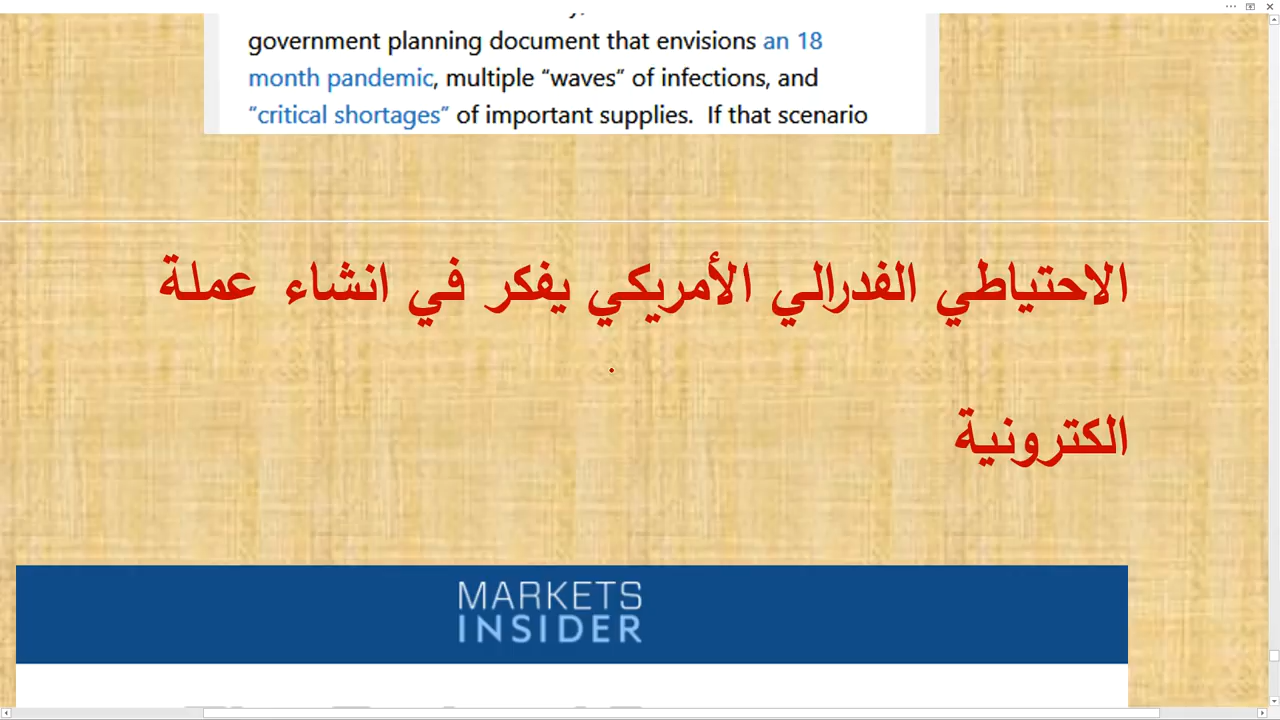 government planning document that envisions an 18
month pandemic, multiple “waves” of infections, and
“critical shortages” of important supplies. If that scenario
الاحتياطي الفدرالي الأمريكي يفكر في انشاء عملة
الكترونية
MARKETS
INSIDER